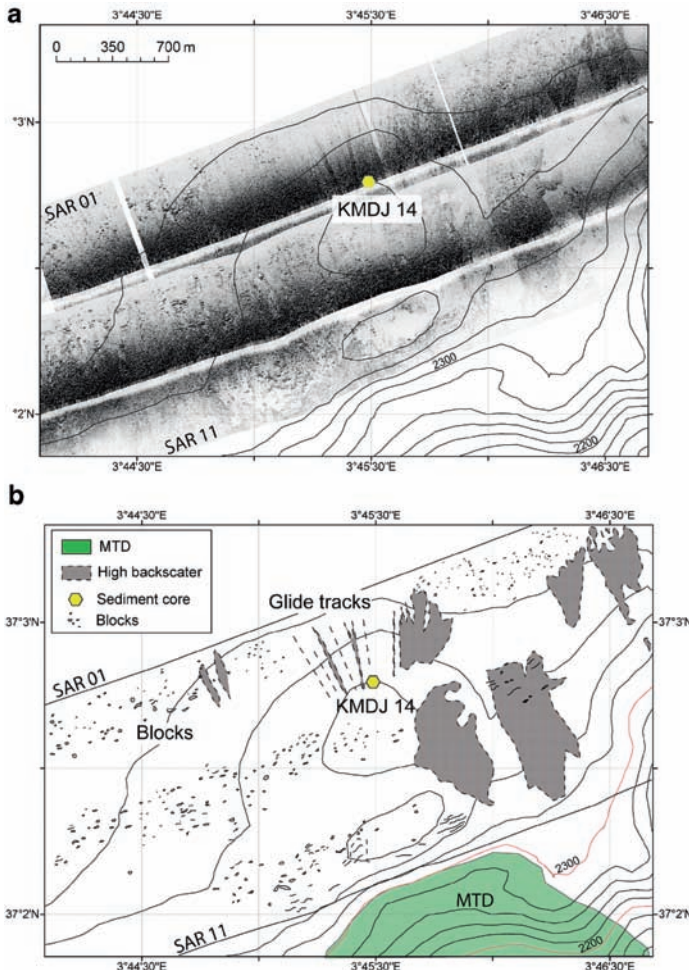 a
3°44'30"E 3°45'30"E 3°46'30"E
0 350 700 m
°3'N
SAR 01
KMDJ 14
2300
°2'N
SAR 11
2200
3°44'30"E 3°45'30"E 3°46'30"E
b
3°44'30"E 3°45'30"E 3°46'30"E
MTD
High backscater
Sediment core
Blocks
Glide tracks
37°3'N 37°3'N
SAR 01
KMDJ 14
Blocks
2300
MTD
37°2'N 37°2'N
SAR 11
2200
3°44'30"E 3°45'30"E 3°46'30"E